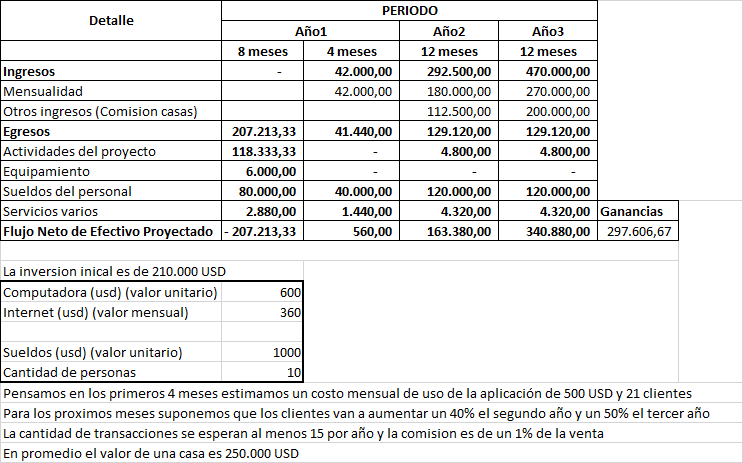 Detalle PERIODO
Año1 Año2 Año3
8 meses 4 meses 12 meses 12 meses
Ingresos - 42.000,00 292.500,00 470.000,00
Mensualidad 42.000,00 180.000,00 270.000,00
Otros ingresos (Comision casas) 112.500,00 200.000,00
Egresos 207.213,33 41.440,00 129.120,00 129.120,00
Actividades del proyecto 118.333,33 - 4.800,00 4.800,00
Equipamiento 6.000,00 - - -
Sueldos del personal 80.000,00 40.000,00 120.000,00 120.000,00
Servicios varios 2.880,00 1.440,00 4.320,00 4.320,00 Ganancias
Flujo Neto de Efectivo Proyectado - 207.213,33 560,00 163.380,00 340.880,00 297.606,67
La inversion inical es de 210.000 USD
Computadora (usd) (valor unitario) 600
Internet (usd) (valor mensual) 360
Sueldos (usd) (valor unitario) 1000
Cantidad de personas 10
Pensamos en los primeros 4 meses estimamos un costo mensual de uso de la aplicación de 500 USD y 21 clientes
Para los proximos meses suponemos que los clientes van a aumentar un 40% el segundo año y un 50% el tercer año
La cantidad de transacciones se esperan al menos 15 por año y la comision es de un 1% de la venta
En promedio el valor de una casa es 250.000 USD